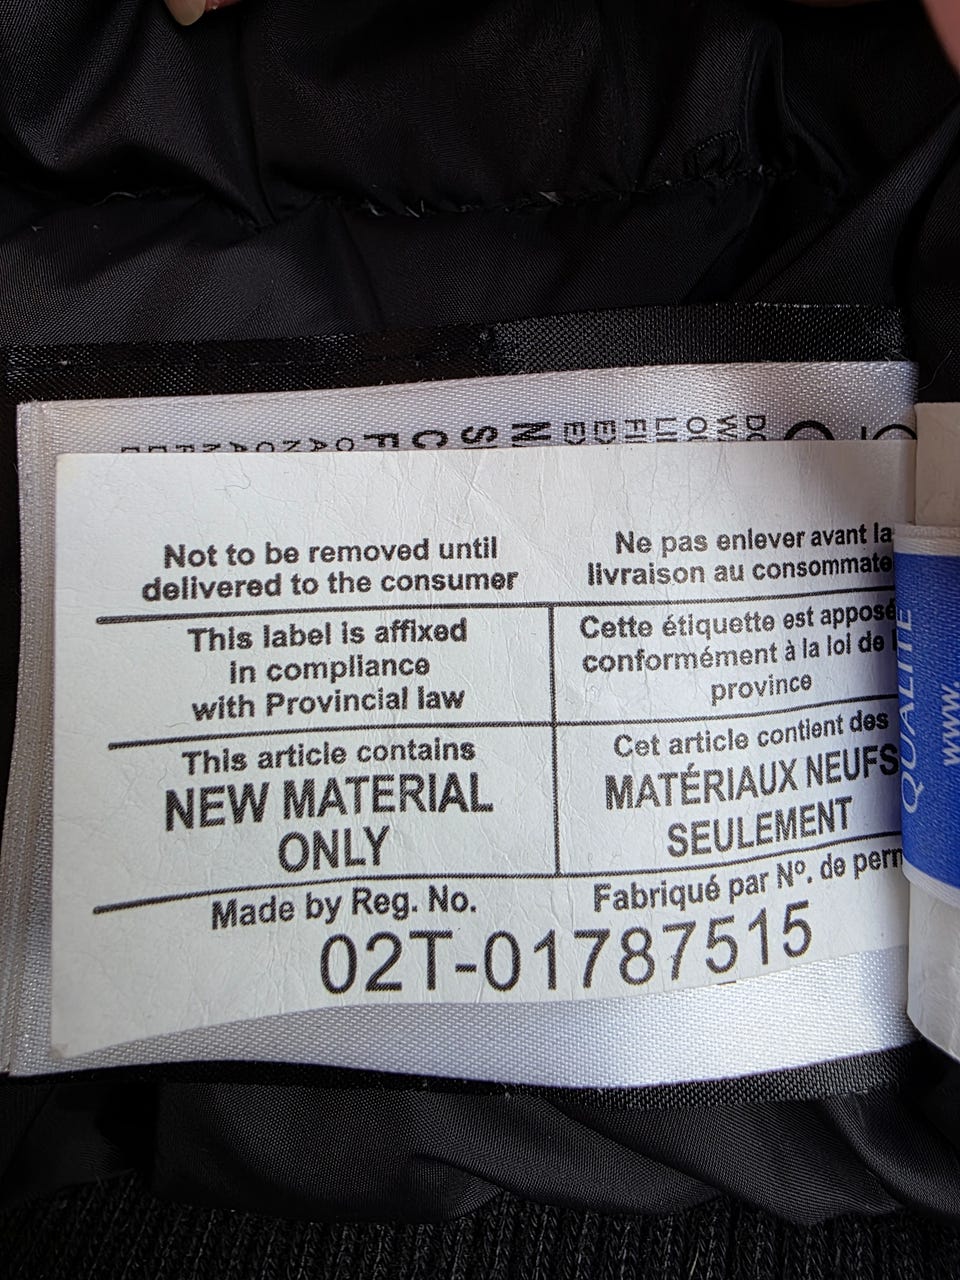 Not to be removed until
delivered to the consumer
Ne pas enlever avant la
livraison au consommate
This label is affixed
in compliance
with Provincial law
Cette étiquette est apposé
conformément à la loi de l
province
This article contains
NEW MATERIAL
ONLY
Cet article contient des
MATÉRIAUX NEUFS
SEULEMENT
Made by Reg. No.
Fabriqué par Nº. de perm
02T-01787515
QUALITÉ
www.